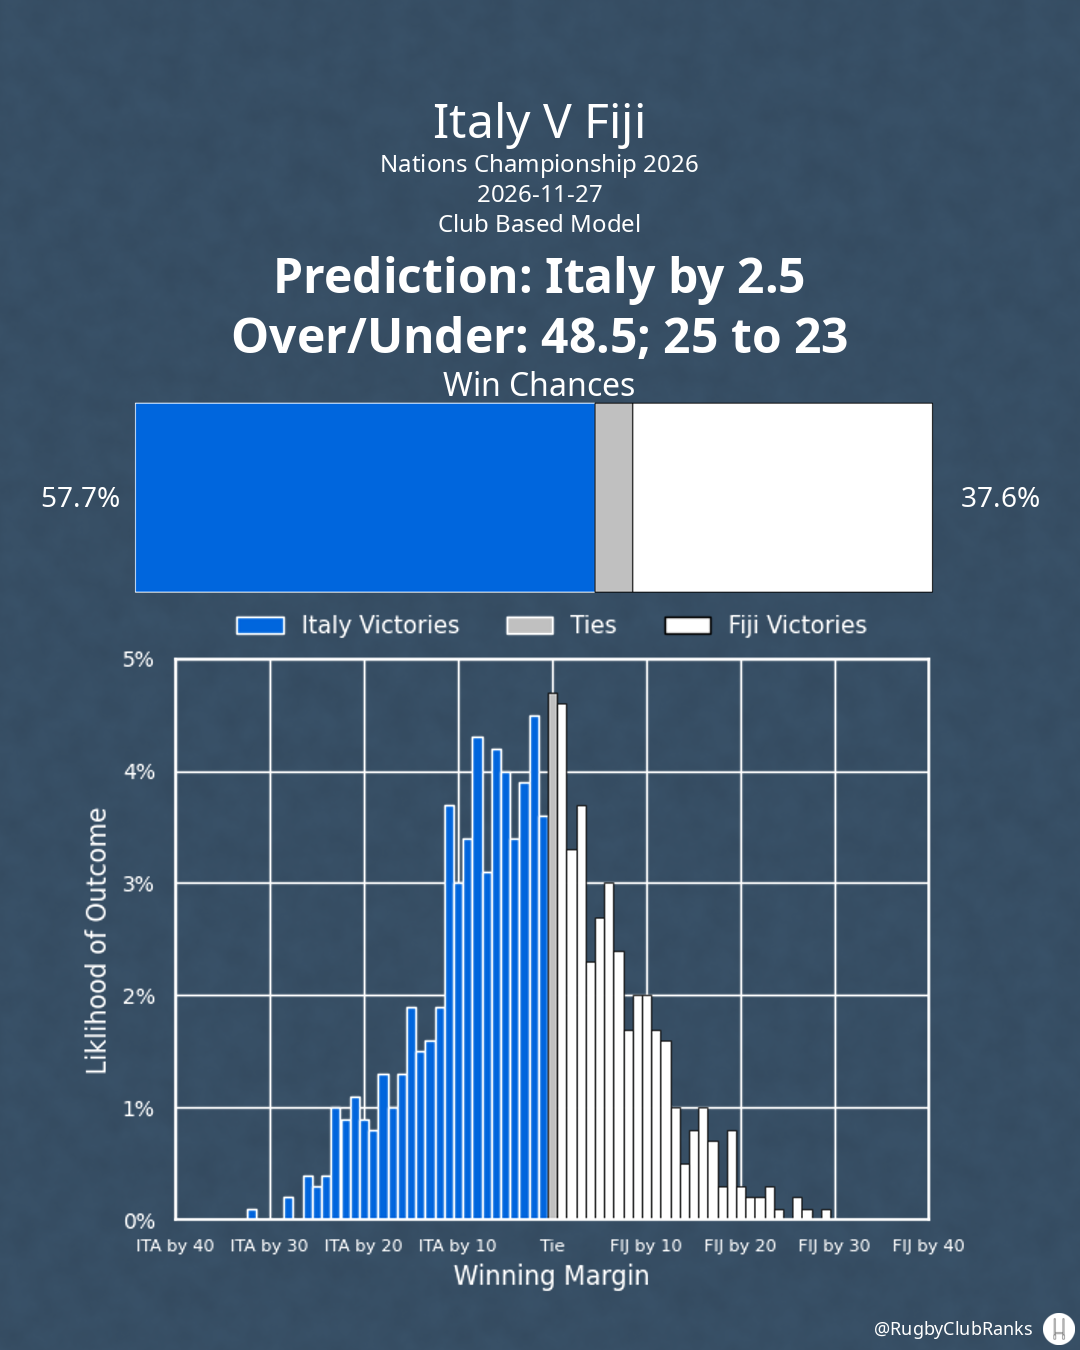 Italy V Fiji
Nations Championship 2026
2026-11-27
Club Based Model
Prediction: Italy by 2.5
Over/Under: 48.5; 25 to 23
Win Chances
57.7%
37.6%
Italy Victories
Ties
Fiji Victories
5%
4%
3%
2%
1%
0%
Liklihood of Outcome
ITA by 40
ITA by 30
ITA by 20
ITA by 10
Tie
FIJ by 10
FIJ by 20
FIJ by 30
FIJ by 40
Winning Margin
@RugbyClubRanks